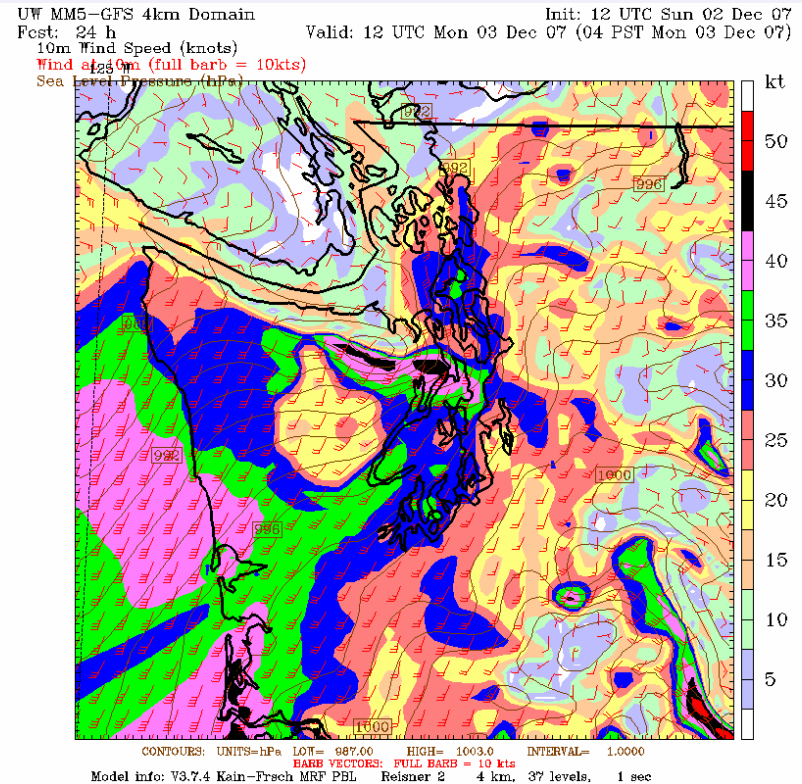 UW MM5-GFS 4km Domain Init: 12 UTC Sun 02 Dec 07
Fcst: 24 h Valid: 12 UTC Mon 03 Dec 07 (04 PST Mon 03 Dec 07)
10m Wind Speed (knots)
Wind at 10m (full barb = 10kts)
Sea Level Pressure (hPa)
125 W
kt
992
992
996
50
45
40
35
30
25
20
15
10
5
992
1000
996
1000
CONTOURS: UNITS=hPa LOW= 987.00 HIGH= 1003.0 INTERVAL= 1.0000
BARB VECTORS: FULL BARB = 10 kts
Model info: V3.7.4 Kain-Frsch MRF PBL Reisner 2 4 km, 37 levels, 1 sec